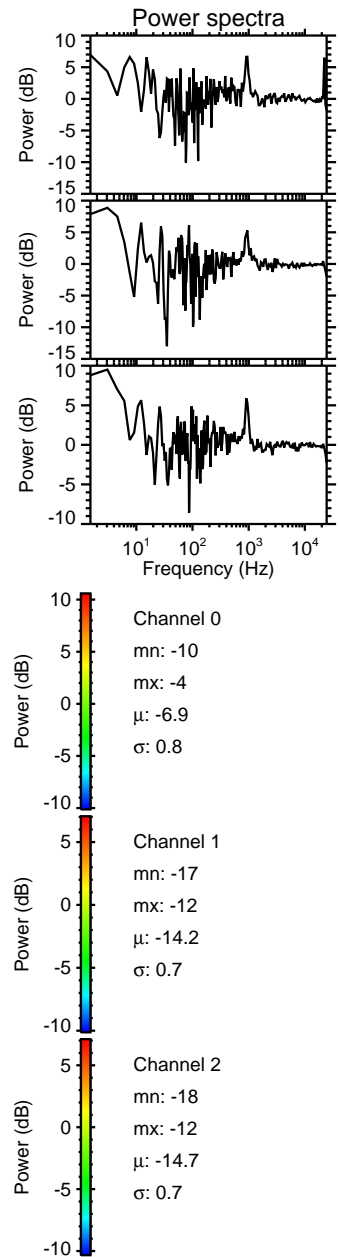 Power spectra
Power (dB)
10
5
0
-5
-10
-15
Power (dB)
10
5
0
-5
-10
-15
Power (dB)
10
5
0
-5
-10
10¹ 10² 10³ 10⁴
Frequency (Hz)
Power (dB)
10
5
0
-5
-10
Channel 0
mn: -10
mx: -4
μ: -6.9
σ: 0.8
Power (dB)
5
0
-5
-10
Channel 1
mn: -17
mx: -12
μ: -14.2
σ: 0.7
Power (dB)
5
0
-5
-10
Channel 2
mn: -18
mx: -12
μ: -14.7
σ: 0.7